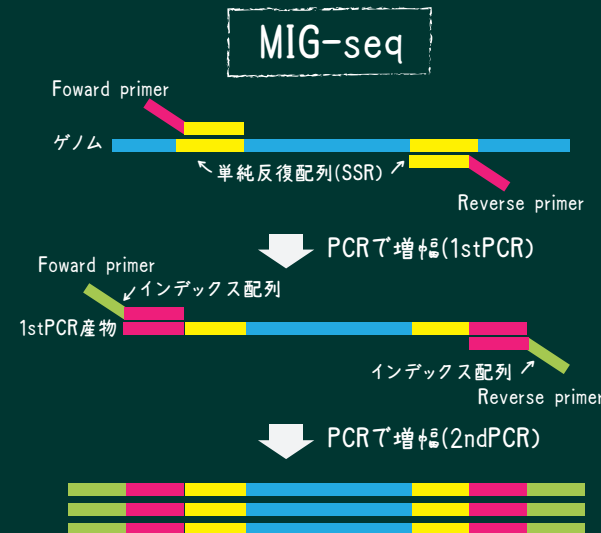 MIG-seq
Foward primer
ゲノム
単純反復配列(SSR)
Reverse primer
PCRで増幅(1stPCR)
Foward primer
インデックス配列
1stPCR産物
インデックス配列
Reverse primer
PCRで増幅(2ndPCR)